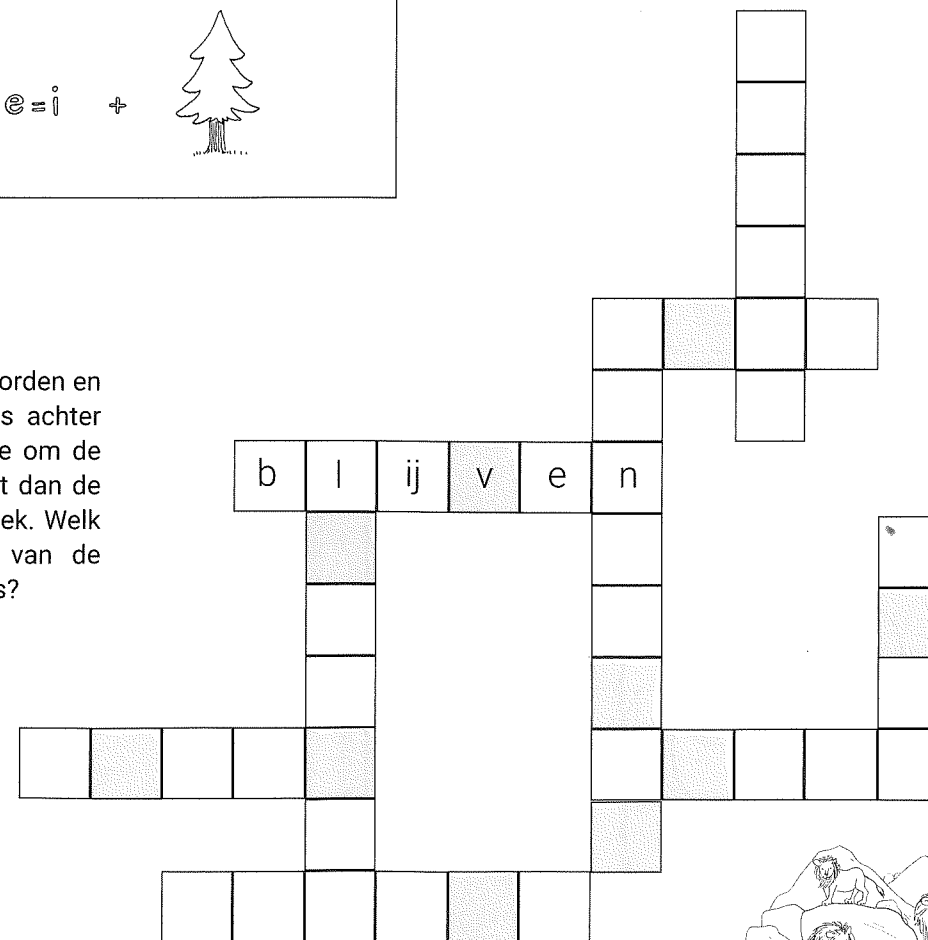 e=i +
orden en
s achter
e om de
t dan de
ek. Welk
van de
s?
b l ij v e n